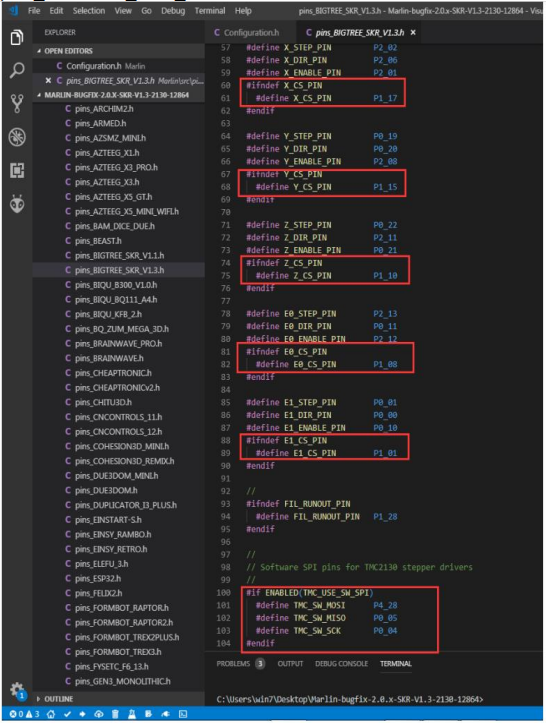 File Edit Selection View Go Debug Terminal Help pins_BIGTREE_SKR_V1.3.h - Marlin-bugfix-2.0.x-SKR-V1.3-2130-12864 - Visu
EXPLORER
OPEN EDITORS
C Configuration.h Marlin
× C pins_BIGTREE_SKR_V1.3.h Marlin\src\pi...
MARLIN-BUGFIX-2.0.X-SKR-V1.3-2130-12864
C pins_ARCHIM2.h
C pins_ARMED.h
C pins_AZSMZ_MINI.h
C pins_AZTEEG_X1.h
C pins_AZTEEG_X3_PRO.h
C pins_AZTEEG_X3.h
C pins_AZTEEG_X5_GT.h
C pins_AZTEEG_X5_MINI_WIFI.h
C pins_BAM_DICE_DUE.h
C pins_BEAST.h
C pins_BIGTREE_SKR_V1.1.h
C pins_BIGTREE_SKR_V1.3.h
C pins_BIQU_B300_V1.0.h
C pins_BIQU_BQ111_A4.h
C pins_BIQU_KFB_2.h
C pins_BQ_ZUM_MEGA_3D.h
C pins_BRAINWAVE_PRO.h
C pins_BRAINWAVE.h
C pins_CHEAPTRONIC.h
C pins_CHEAPTRONICv2.h
C pins_CHITU3D.h
C pins_CNCONTROLS_11.h
C pins_CNCONTROLS_12.h
C pins_COHESION3D_MINI.h
C pins_COHESION3D_REMIX.h
C pins_DUE3DOM_MINI.h
C pins_DUE3DOM.h
C pins_DUPLICATOR_I3_PLUS.h
C pins_EINSTART-S.h
C pins_EINSY_RAMBO.h
C pins_EINSY_RETRO.h
C pins_ELEFU_3.h
C pins_ESP32.h
C pins_FELIX2.h
C pins_FORMBOT_RAPTOR.h
C pins_FORMBOT_RAPTOR2.h
C pins_FORMBOT_TREX2PLUS.h
C pins_FORMBOT_TREX3.h
C pins_FYSETC_F6_13.h
C pins_GEN3_MONOLITHIC.h
OUTLINE
C Configuration.h C pins_BIGTREE_SKR_V1.3.h ×
57 #define X_STEP_PIN P2_02
58 #define X_DIR_PIN P2_06
59 #define X_ENABLE_PIN P2_01
60 #ifndef X_CS_PIN
61 #define X_CS_PIN P1_17
62 #endif
63
64 #define Y_STEP_PIN P0_19
65 #define Y_DIR_PIN P0_20
66 #define Y_ENABLE_PIN P2_08
67 #ifndef Y_CS_PIN
68 #define Y_CS_PIN P1_15
69 #endif
70
71 #define Z_STEP_PIN P0_22
72 #define Z_DIR_PIN P2_11
73 #define Z_ENABLE_PIN P0_21
74 #ifndef Z_CS_PIN
75 #define Z_CS_PIN P1_10
76 #endif
77
78 #define E0_STEP_PIN P2_13
79 #define E0_DIR_PIN P0_11
80 #define E0_ENABLE_PIN P2_12
81 #ifndef E0_CS_PIN
82 #define E0_CS_PIN P1_08
83 #endif
84
85 #define E1_STEP_PIN P0_01
86 #define E1_DIR_PIN P0_00
87 #define E1_ENABLE_PIN P0_10
88 #ifndef E1_CS_PIN
89 #define E1_CS_PIN P1_01
90 #endif
91
92 //
93 #ifndef FIL_RUNOUT_PIN
94 #define FIL_RUNOUT_PIN P1_28
95 #endif
96
97 //
98 // Software SPI pins for TMC2130 stepper drivers
99 //
100 #if ENABLED(TMC_USE_SW_SPI)
101 #define TMC_SW_MOSI P4_28
102 #define TMC_SW_MISO P0_05
103 #define TMC_SW_SCK P0_04
104 #endif
PROBLEMS 3 OUTPUT DEBUG CONSOLE TERMINAL
C:\Users\win7\Desktop\Marlin-bugfix-2.0.x-SKR-V1.3-2130-12864>
1
0 3